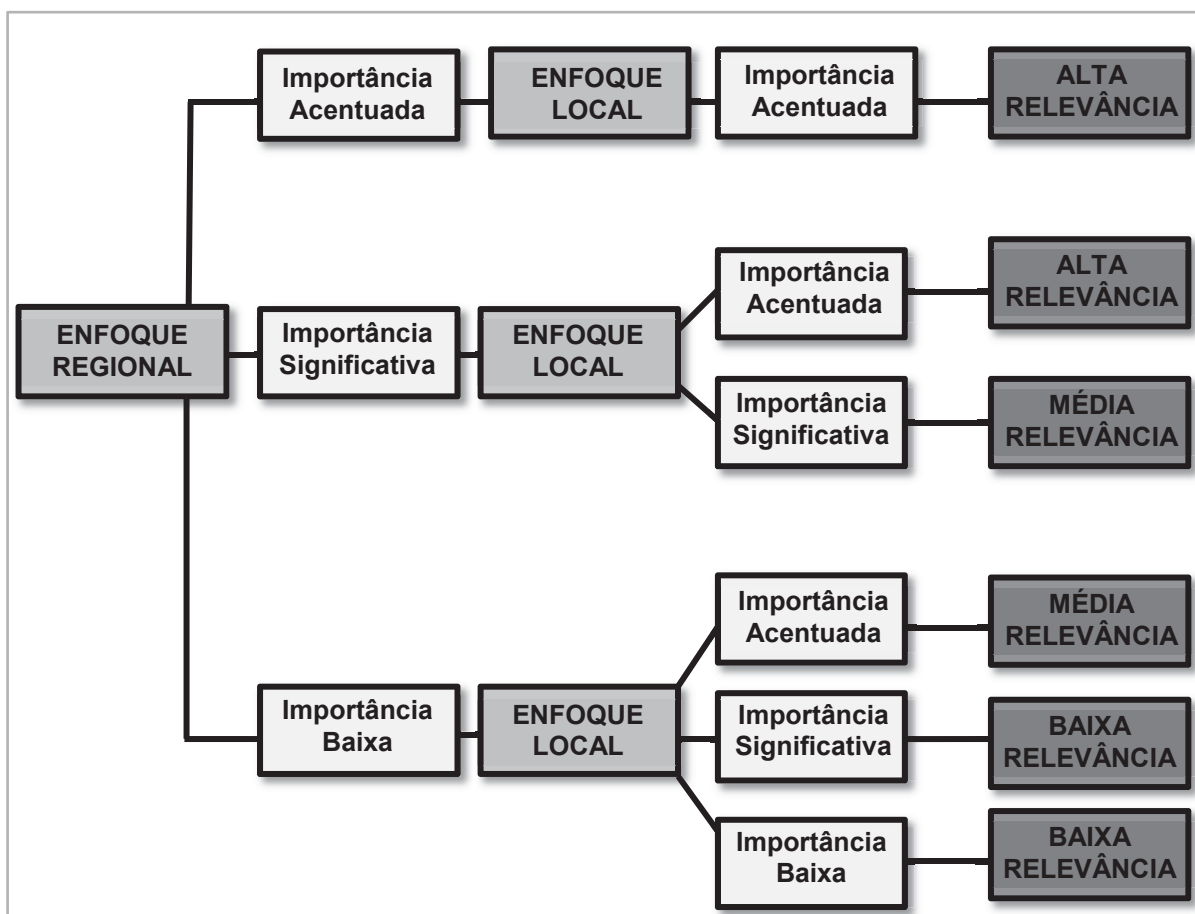 Importância
Acentuada
ENFOQUE
LOCAL
Importância
Acentuada
ALTA
RELEVÂNCIA
ENFOQUE
REGIONAL
Importância
Significativa
ENFOQUE
LOCAL
Importância
Acentuada
ALTA
RELEVÂNCIA
Importância
Significativa
MÉDIA
RELEVÂNCIA
Importância
Baixa
ENFOQUE
LOCAL
Importância
Acentuada
MÉDIA
RELEVÂNCIA
Importância
Significativa
BAIXA
RELEVÂNCIA
Importância
Baixa
BAIXA
RELEVÂNCIA